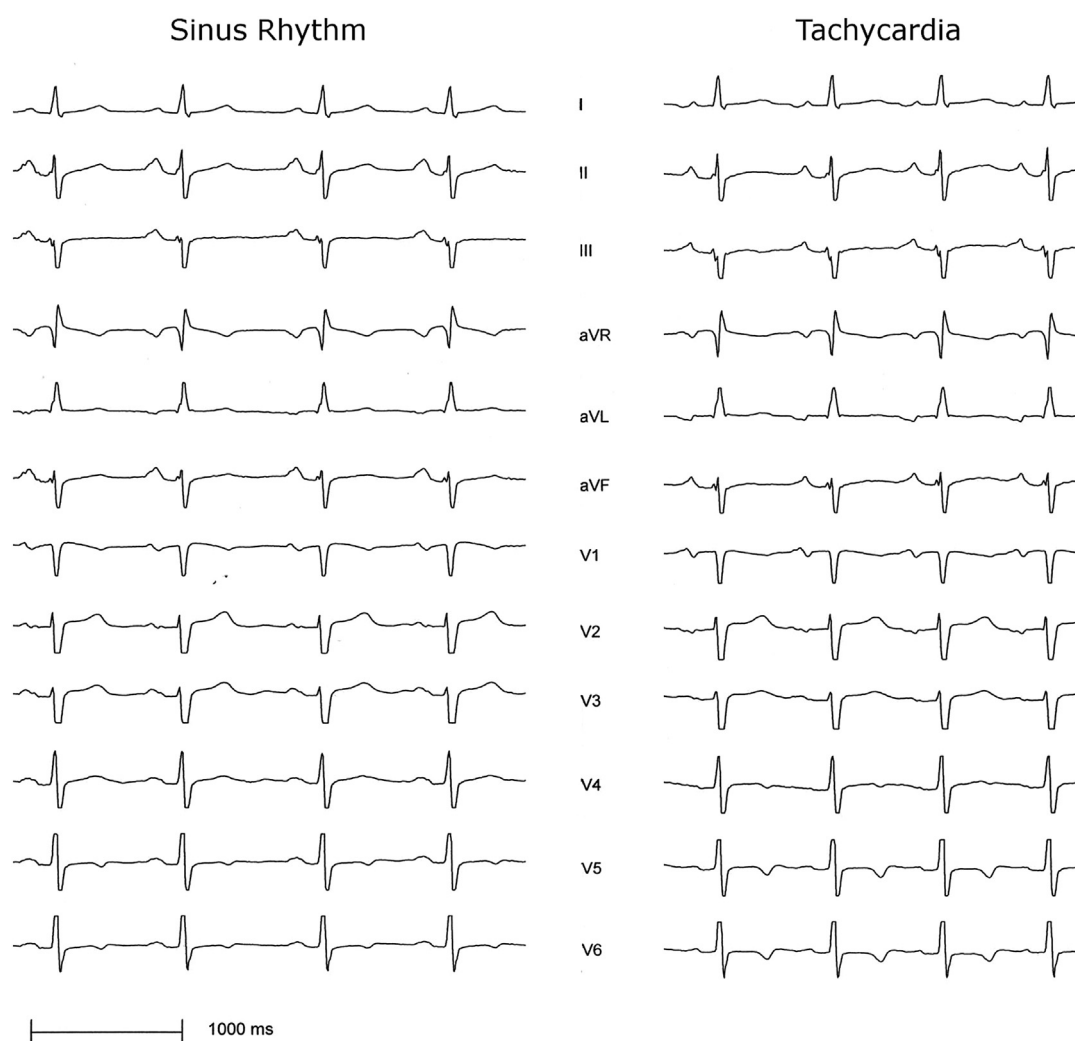 Sinus Rhythm
Tachycardia
I
II
III
aVR
aVL
aVF
V1
V2
V3
V4
V5
V6
1000 ms